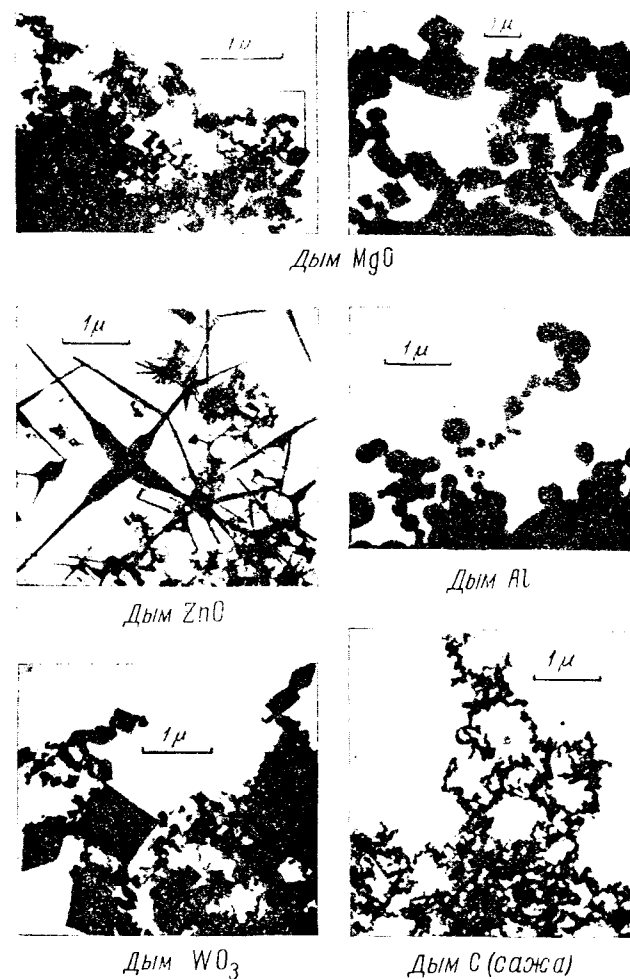 1μ 1μ
Дым MgO
1μ 1μ
Дым ZnO Дым Al
1μ 1μ
Дым WO₃ Дым C (сажа)